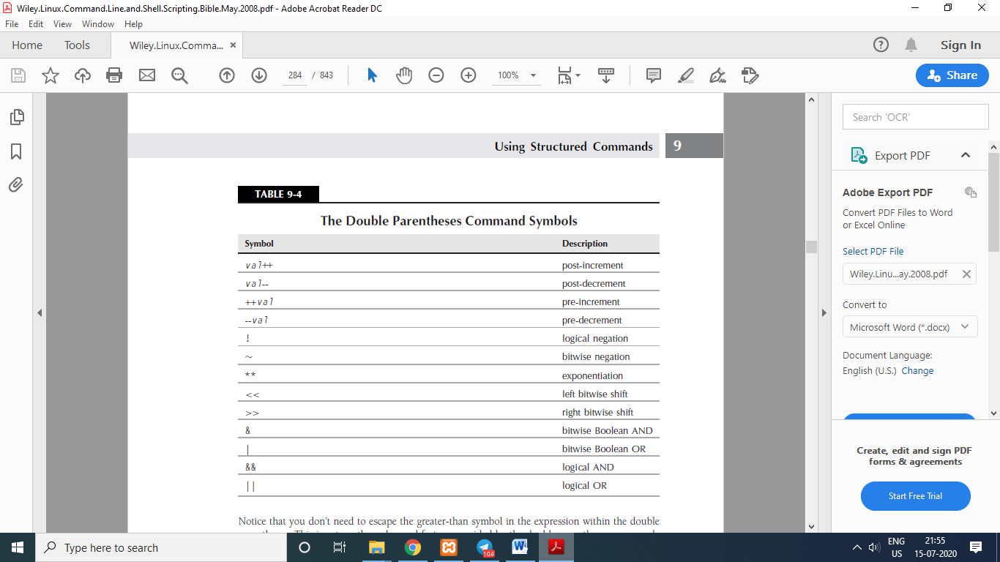 Wiley.Linux.Command.Line.and.Shell.Scripting.Bible.May.2008.pdf - Adobe Acrobat Reader DC
File Edit View Window Help
Home Tools Wiley.Linux.Comma... × Sign In
284 / 843 100% Share
Using Structured Commands 9
TABLE 9-4
The Double Parentheses Command Symbols
Symbol Description
val++ post-increment
val-- post-decrement
++val pre-increment
--val pre-decrement
! logical negation
~ bitwise negation
** exponentiation
<< left bitwise shift
>> right bitwise shift
& bitwise Boolean AND
| bitwise Boolean OR
&& logical AND
|| logical OR
Notice that you don't need to escape the greater-than symbol in the expression within the double
Search 'OCR'
Export PDF
Adobe Export PDF
Convert PDF Files to Word
or Excel Online
Select PDF File
Wiley.Linu...ay.2008.pdf
Convert to
Microsoft Word (*.docx)
Document Language:
English (U.S.) Change
Create, edit and sign PDF
forms & agreements
Start Free Trial
Type here to search
104
ENG
US
21:55
15-07-2020